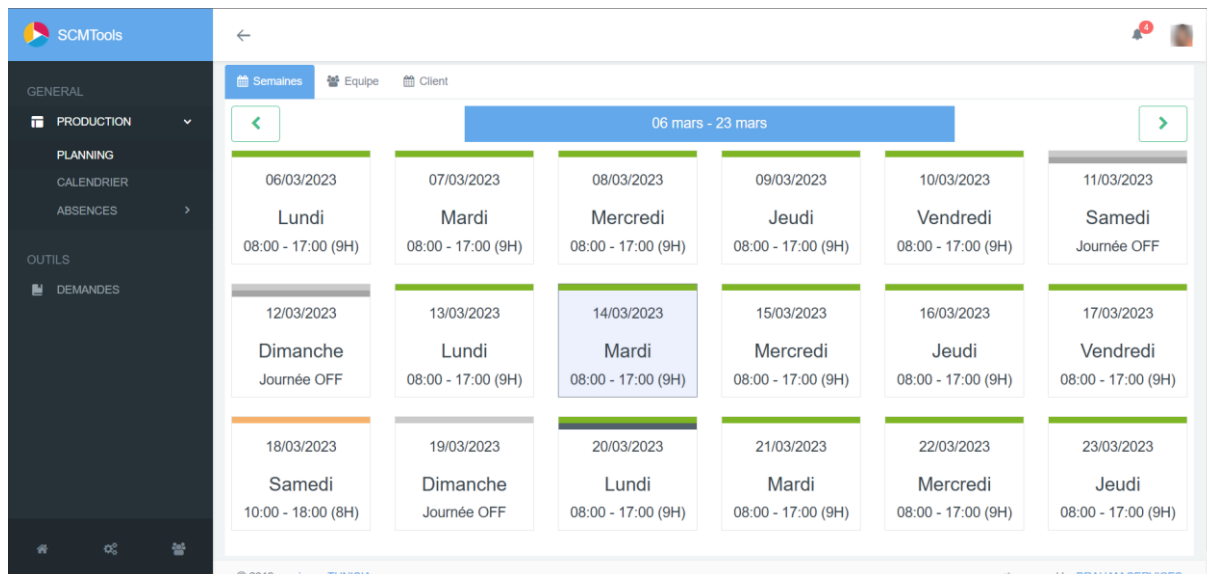 SCMTools
4
GENERAL
PRODUCTION
PLANNING
CALENDRIER
ABSENCES
OUTILS
DEMANDES
Semaines Equipe Client
06 mars - 23 mars
06/03/2023 07/03/2023 08/03/2023 09/03/2023 10/03/2023 11/03/2023
Lundi Mardi Mercredi Jeudi Vendredi Samedi
08:00 - 17:00 (9H) 08:00 - 17:00 (9H) 08:00 - 17:00 (9H) 08:00 - 17:00 (9H) 08:00 - 17:00 (9H) Journée OFF
12/03/2023 13/03/2023 14/03/2023 15/03/2023 16/03/2023 17/03/2023
Dimanche Lundi Mardi Mercredi Jeudi Vendredi
Journée OFF 08:00 - 17:00 (9H) 08:00 - 17:00 (9H) 08:00 - 17:00 (9H) 08:00 - 17:00 (9H) 08:00 - 17:00 (9H)
18/03/2023 19/03/2023 20/03/2023 21/03/2023 22/03/2023 23/03/2023
Samedi Dimanche Lundi Mardi Mercredi Jeudi
10:00 - 18:00 (8H) Journée OFF 08:00 - 17:00 (9H) 08:00 - 17:00 (9H) 08:00 - 17:00 (9H) 08:00 - 17:00 (9H)